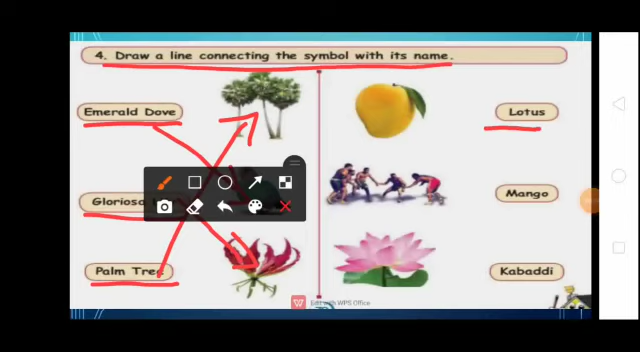 4. Draw a line connecting the symbol with its name.
Emerald Dove
Lotus
Gloriosa
Mango
Palm Tree
Kabaddi
Edit with WPS Office